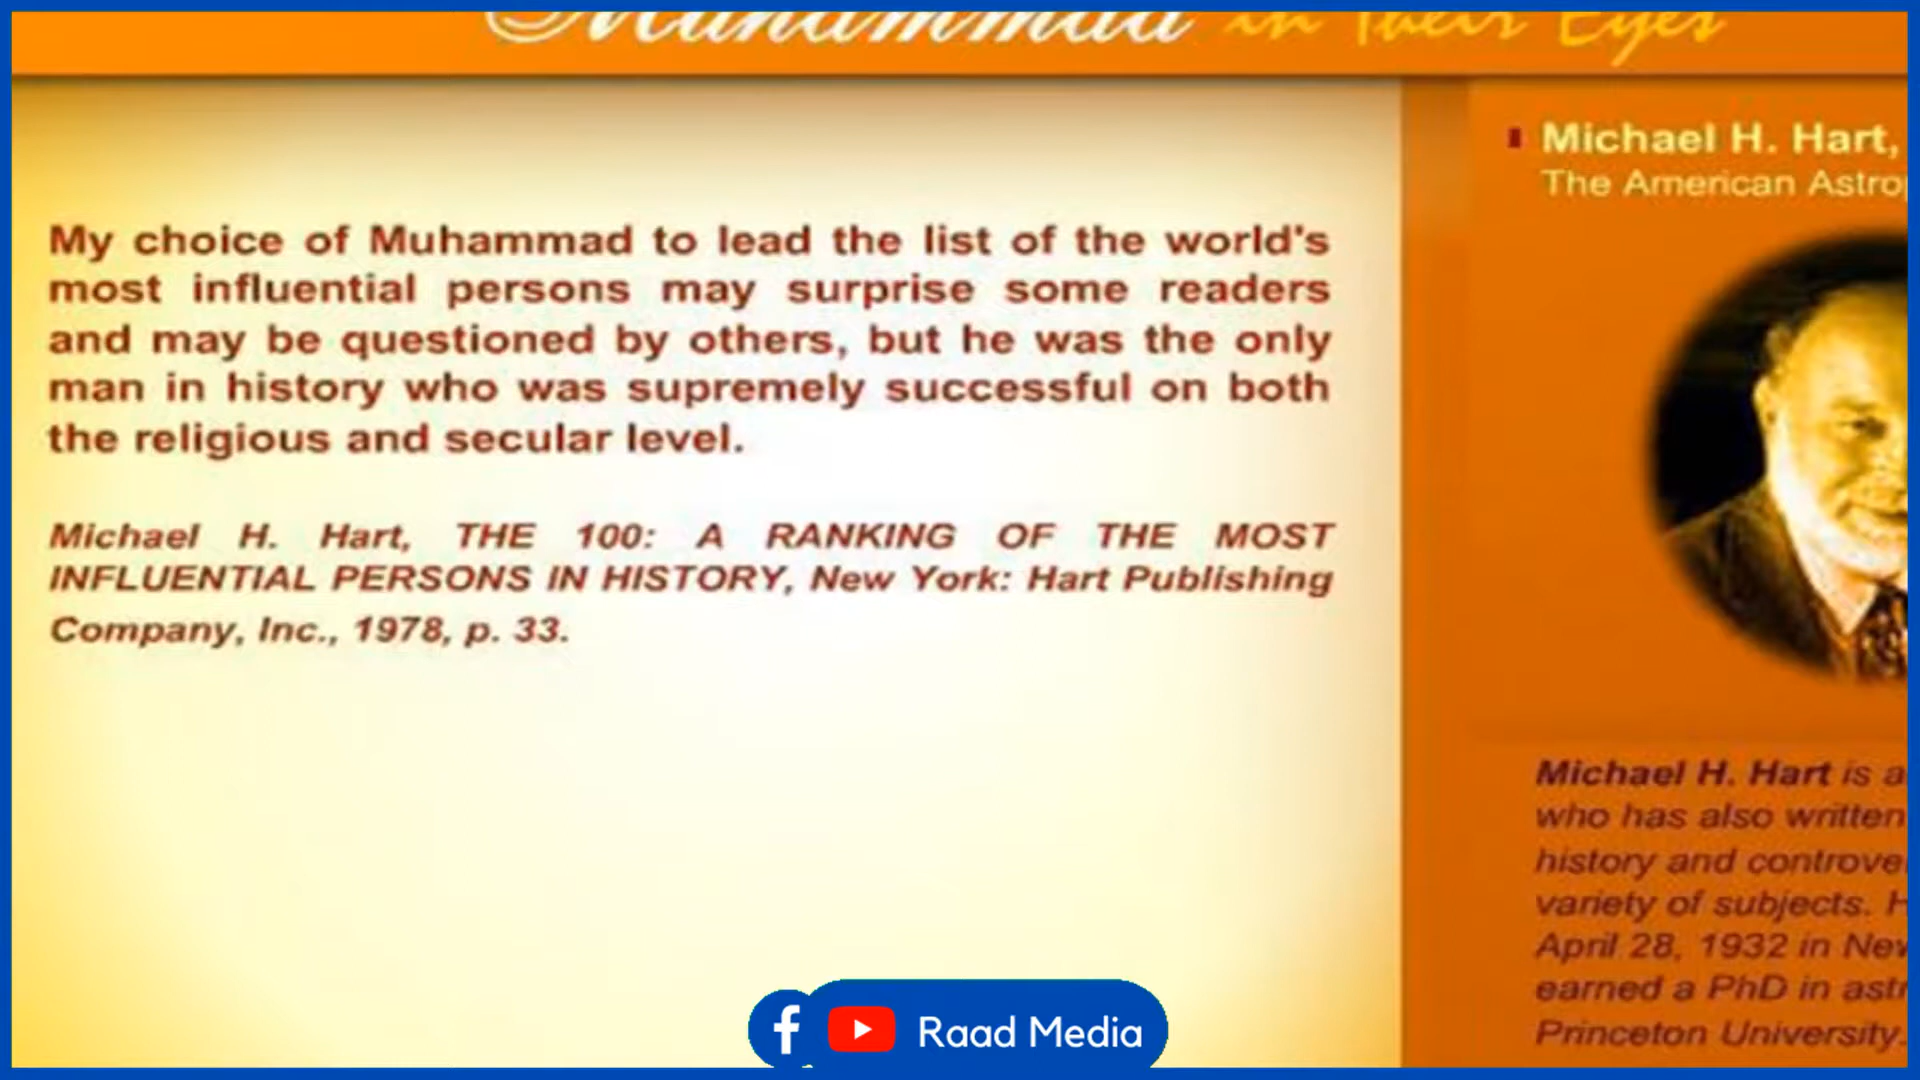 Muhammad in Their Eyes
My choice of Muhammad to lead the list of the world's
most influential persons may surprise some readers
and may be questioned by others, but he was the only
man in history who was supremely successful on both
the religious and secular level.
Michael H. Hart, THE 100: A RANKING OF THE MOST
INFLUENTIAL PERSONS IN HISTORY, New York: Hart Publishing
Company, Inc., 1978, p. 33.
Michael H. Hart,
The American
Michael H. Hart is a
who has also written
history and
variety of subjects.
April 28, 1932 in
earned a PhD in
Princeton University.
Raad Media